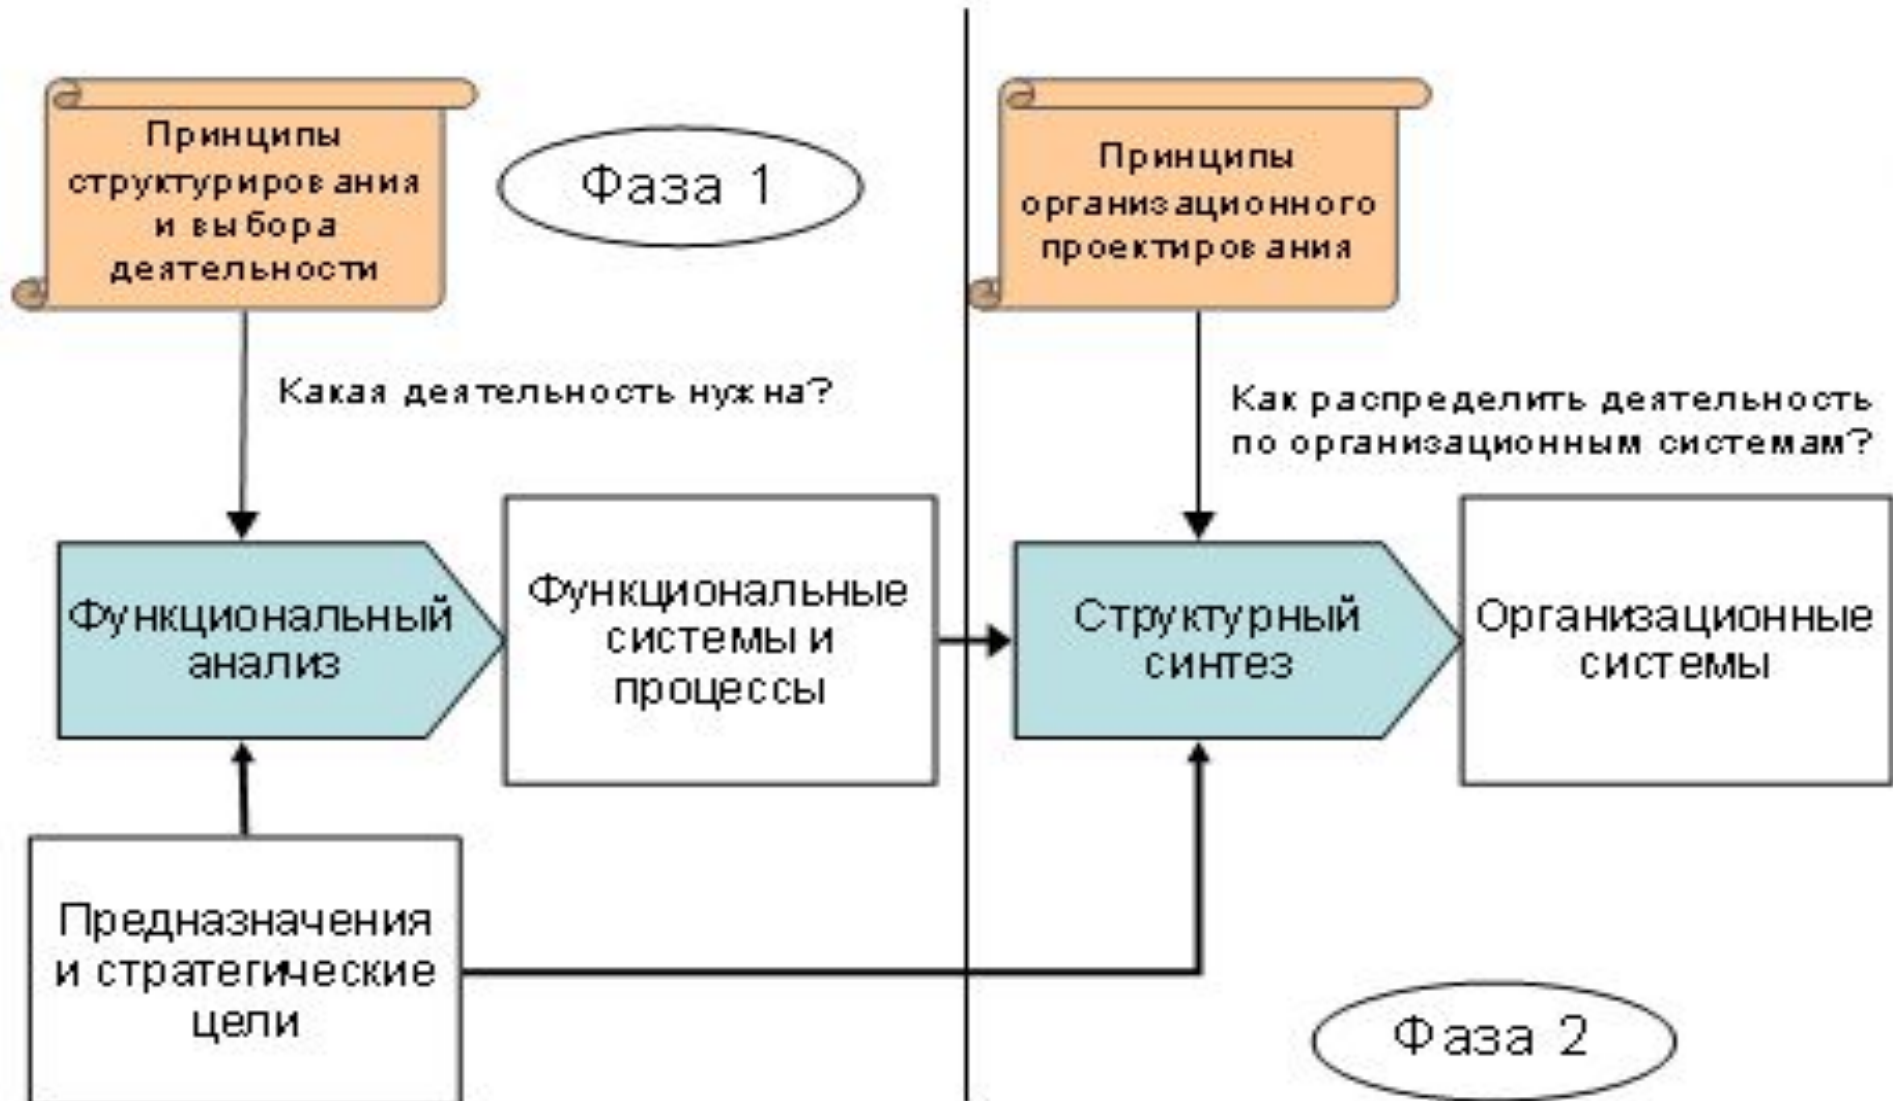 Принципы
структурирования
и выбора
деятельности
Фаза 1
Какая деятельность нужна?
Функциональный
анализ
Функциональные
системы и
процессы
Предназначения
и стратегические
цели
Принципы
организационного
проектирования
Как распределить деятельность
по организационным системам?
Структурный
синтез
Организационные
системы
Фаза 2